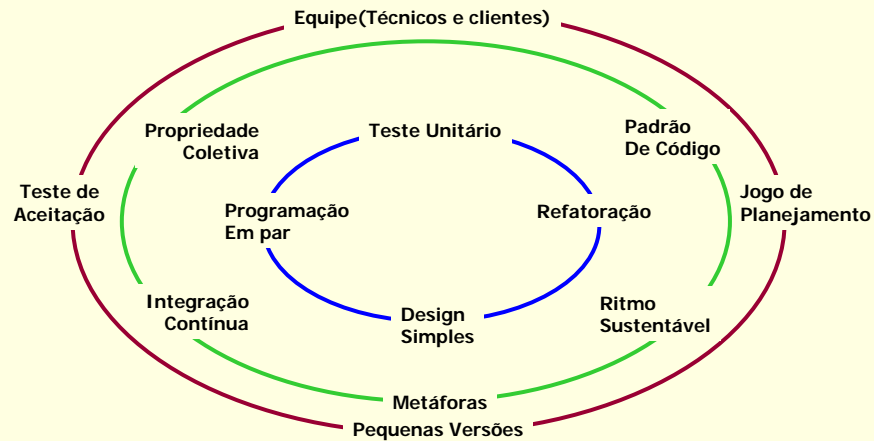 Equipe(Técnicos e clientes)
Propriedade
Coletiva
Teste Unitário
Padrão
De Código
Teste de
Aceitação
Programação
Em par
Refatoração
Jogo de
Planejamento
Integração
Contínua
Design
Simples
Ritmo
Sustentável
Metáforas
Pequenas Versões